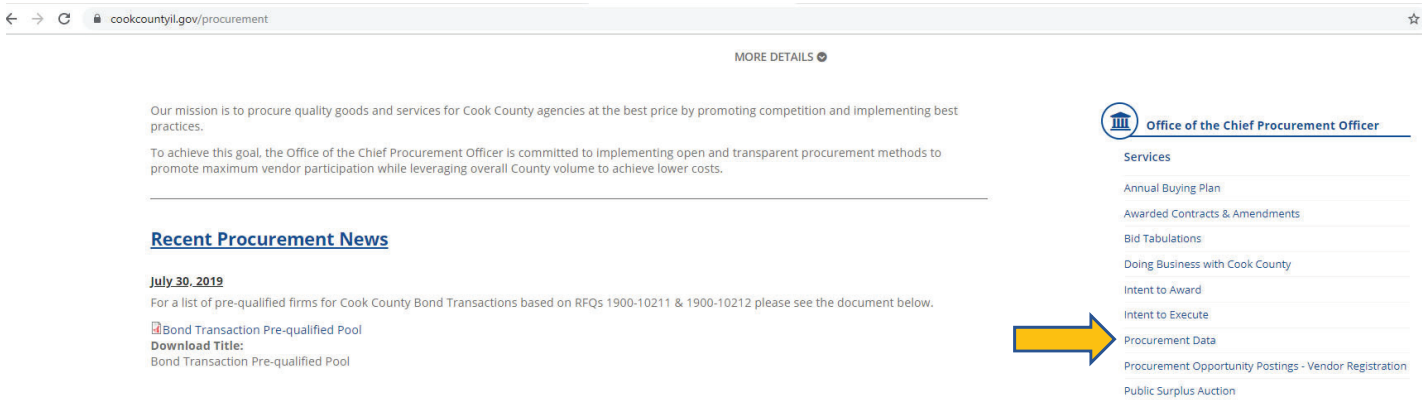 cookcountyil.gov/procurement
MORE DETAILS
Our mission is to procure quality goods and services for Cook County agencies at the best price by promoting competition and implementing best
practices.
To achieve this goal, the Office of the Chief Procurement Officer is committed to implementing open and transparent procurement methods to
promote maximum vendor participation while leveraging overall County volume to achieve lower costs.
Recent Procurement News
July 30, 2019
For a list of pre-qualified firms for Cook County Bond Transactions based on RFQs 1900-10211 & 1900-10212 please see the document below.
Bond Transaction Pre-qualified Pool
Download Title:
Bond Transaction Pre-qualified Pool
Office of the Chief Procurement Officer
Services
Annual Buying Plan
Awarded Contracts & Amendments
Bid Tabulations
Doing Business with Cook County
Intent to Award
Intent to Execute
Procurement Data
Procurement Opportunity Postings - Vendor Registration
Public Surplus Auction